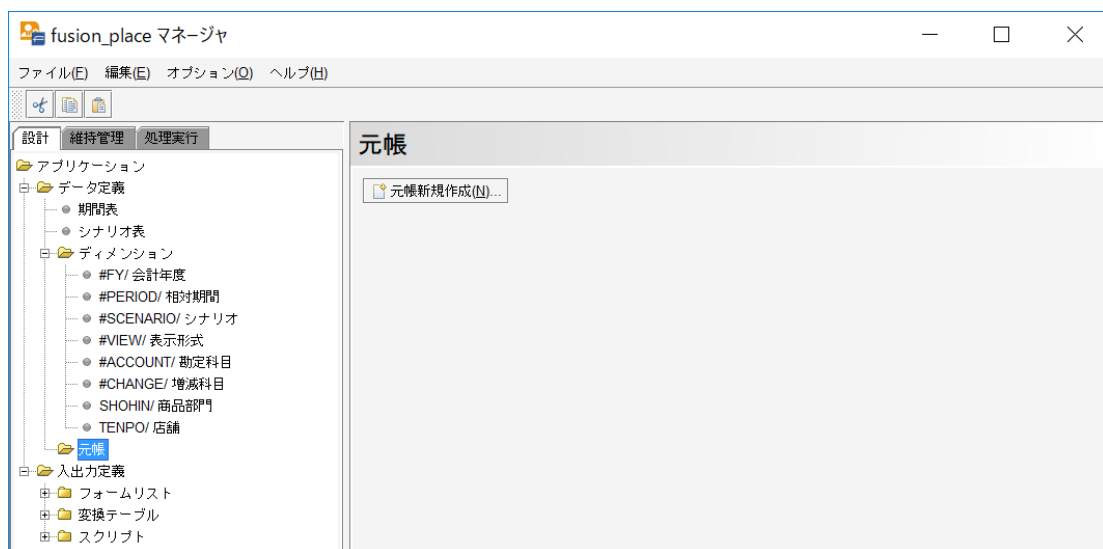 fusion_place マネージャ
ファイル(F) 編集(E) オプション(O) ヘルプ(H)
設計 維持管理 処理実行
元帳
アプリケーション
元帳新規作成(N)...
データ定義
期間表
シナリオ表
ディメンション
#FY/ 会計年度
#PERIOD/ 相対期間
#SCENARIO/ シナリオ
#VIEW/ 表示形式
#ACCOUNT/ 勘定科目
#CHANGE/ 増減科目
SHOHIN/ 商品部門
TENPO/ 店舗
元帳
入出力定義
フォームリスト
変換テーブル
スクリプト